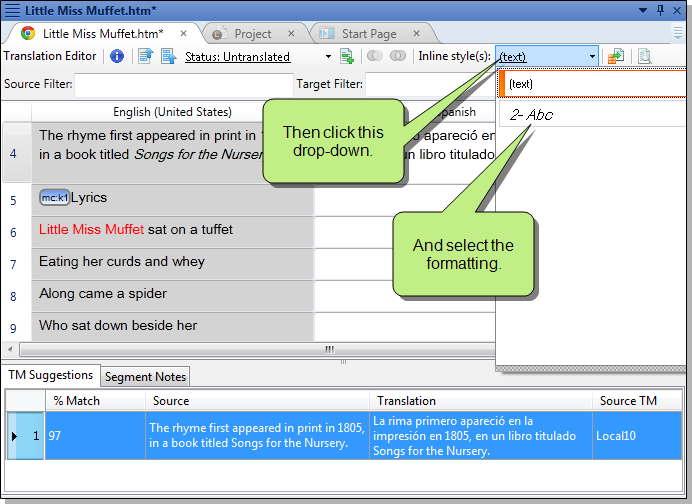 Little Miss Muffet.htm*
Little Miss Muffet.htm* Project Start Page
Translation Editor Status: Untranslated Inline style(s): (text)
Source Filter: Target Filter:
(text)
2- Abc
English (United States) Spanish
4 The rhyme first appeared in print in apareció en
in a book titled Songs for the Nursery un libro titulado
Then click this
drop-down.
And select the
formatting.
5 mc:k1 Lyrics
6 Little Miss Muffet sat on a tuffet
7 Eating her curds and whey
8 Along came a spider
9 Who sat down beside her
TM Suggestions Segment Notes
% Match Source Translation Source TM
1 97 The rhyme first appeared in print in 1805, in a book titled Songs for the Nursery. La rima primero apareció en la impresión en 1805, en un libro titulado Songs for the Nursery. Local10